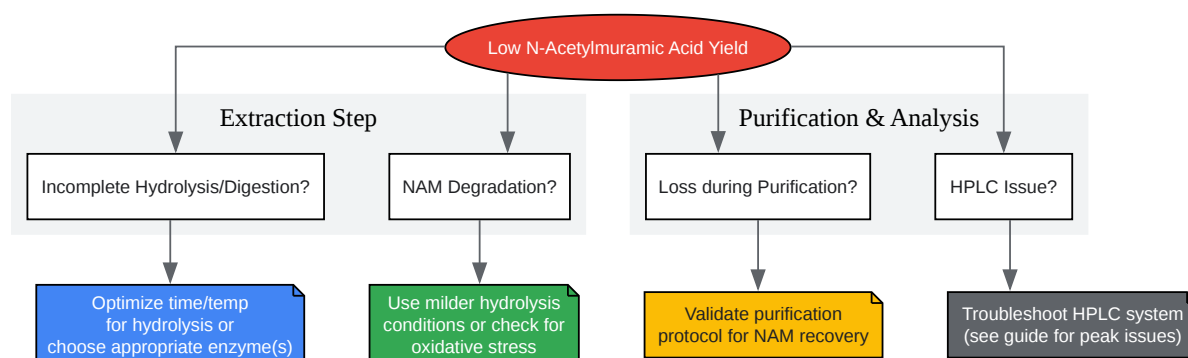 Low N-Acetylmuramic Acid Yield
Extraction Step
Purification & Analysis
Incomplete Hydrolysis/Digestion?
NAM Degradation?
Loss during Purification?
HPLC Issue?
Optimize time/temp
for hydrolysis or
choose appropriate enzyme(s)
Use milder hydrolysis
conditions or check for
oxidative stress
Validate purification
protocol for NAM recovery
Troubleshoot HPLC system
(see guide for peak issues)